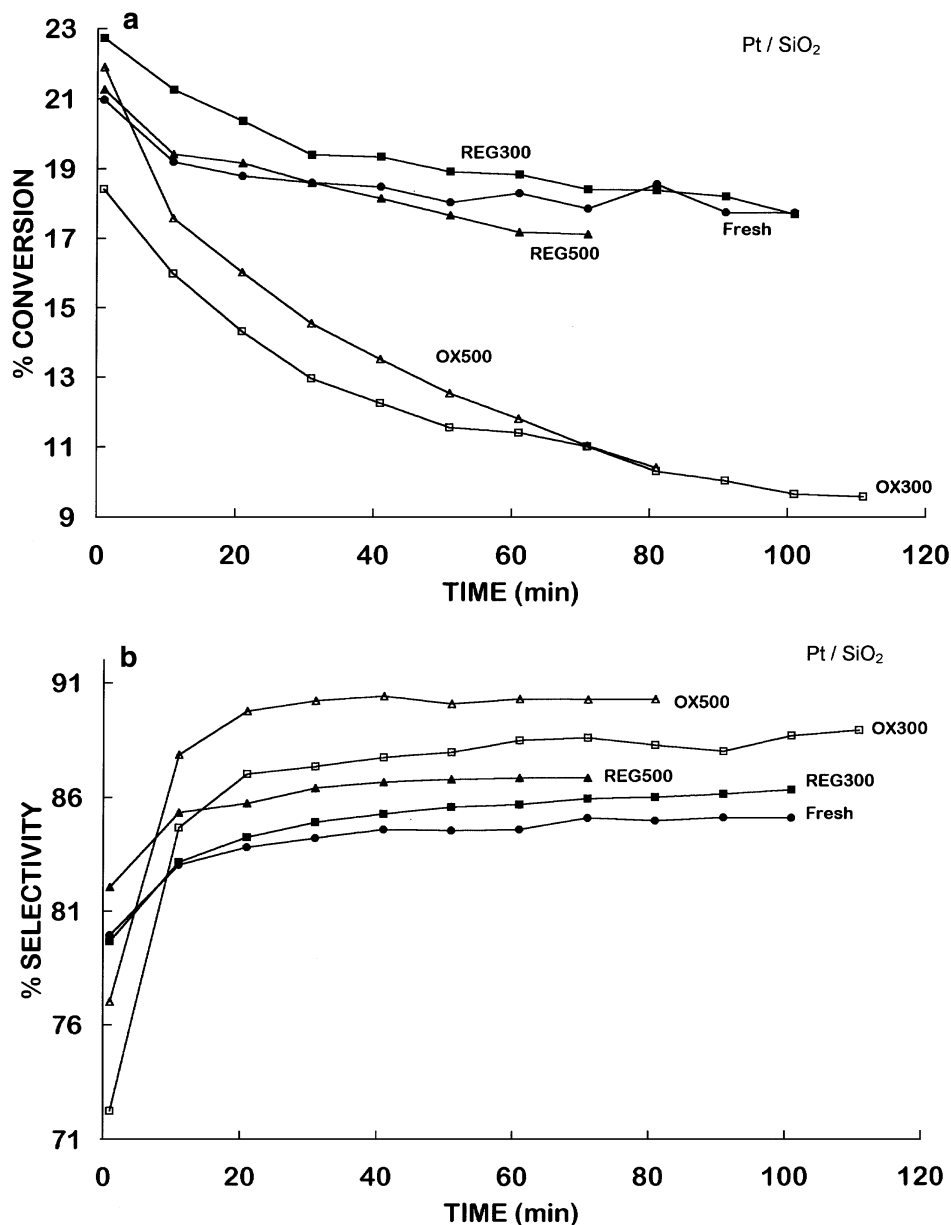 a
Pt / SiO₂
23
21
19
17
15
13
11
9
% CONVERSION
REG300
Fresh
REG500
OX500
OX300
0 20 40 60 80 100 120
TIME (min)
b
Pt / SiO₂
91
86
81
76
71
% SELECTIVITY
OX500
OX300
REG500
REG300
Fresh
0 20 40 60 80 100 120
TIME (min)